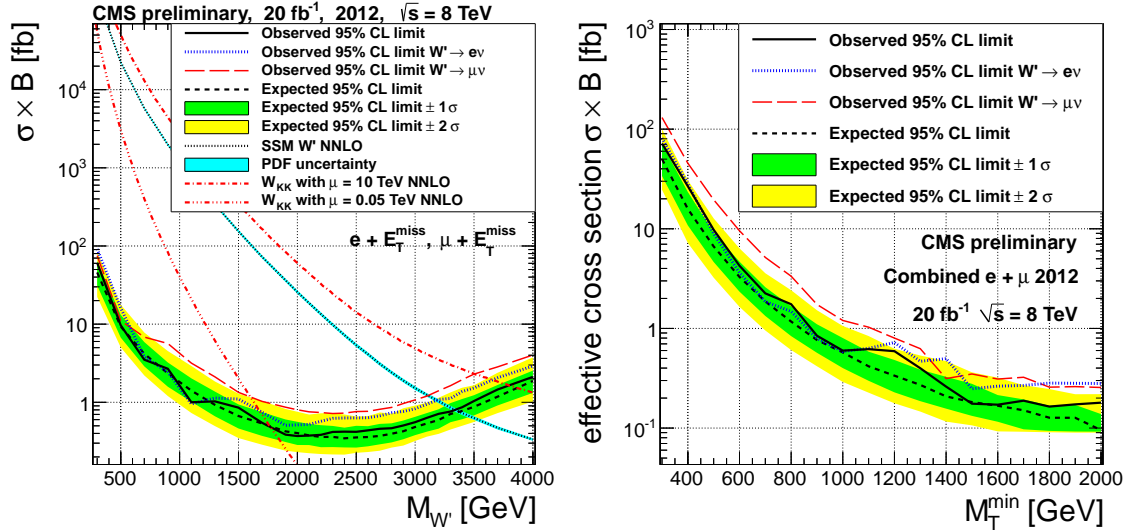 CMS preliminary, 20 fb⁻¹, 2012, √s = 8 TeV
σ × B [fb]
10⁴
10³
10²
10
1
Observed 95% CL limit
Observed 95% CL limit W' → eν
Observed 95% CL limit W' → μν
Expected 95% CL limit
Expected 95% CL limit ± 1 σ
Expected 95% CL limit ± 2 σ
SSM W' NNLO
PDF uncertainty
W_KK with μ = 10 TeV NNLO
W_KK with μ = 0.05 TeV NNLO
e + E_T^miss, μ + E_T^miss
500 1000 1500 2000 2500 3000 3500 4000
M_W' [GeV]
effective cross section σ × B [fb]
10³
10²
10
1
10⁻¹
Observed 95% CL limit
Observed 95% CL limit W' → eν
Observed 95% CL limit W' → μν
Expected 95% CL limit
Expected 95% CL limit ± 1 σ
Expected 95% CL limit ± 2 σ
CMS preliminary
Combined e + μ 2012
20 fb⁻¹ √s = 8 TeV
400 600 800 1000 1200 1400 1600 1800 2000
M_T^min [GeV]